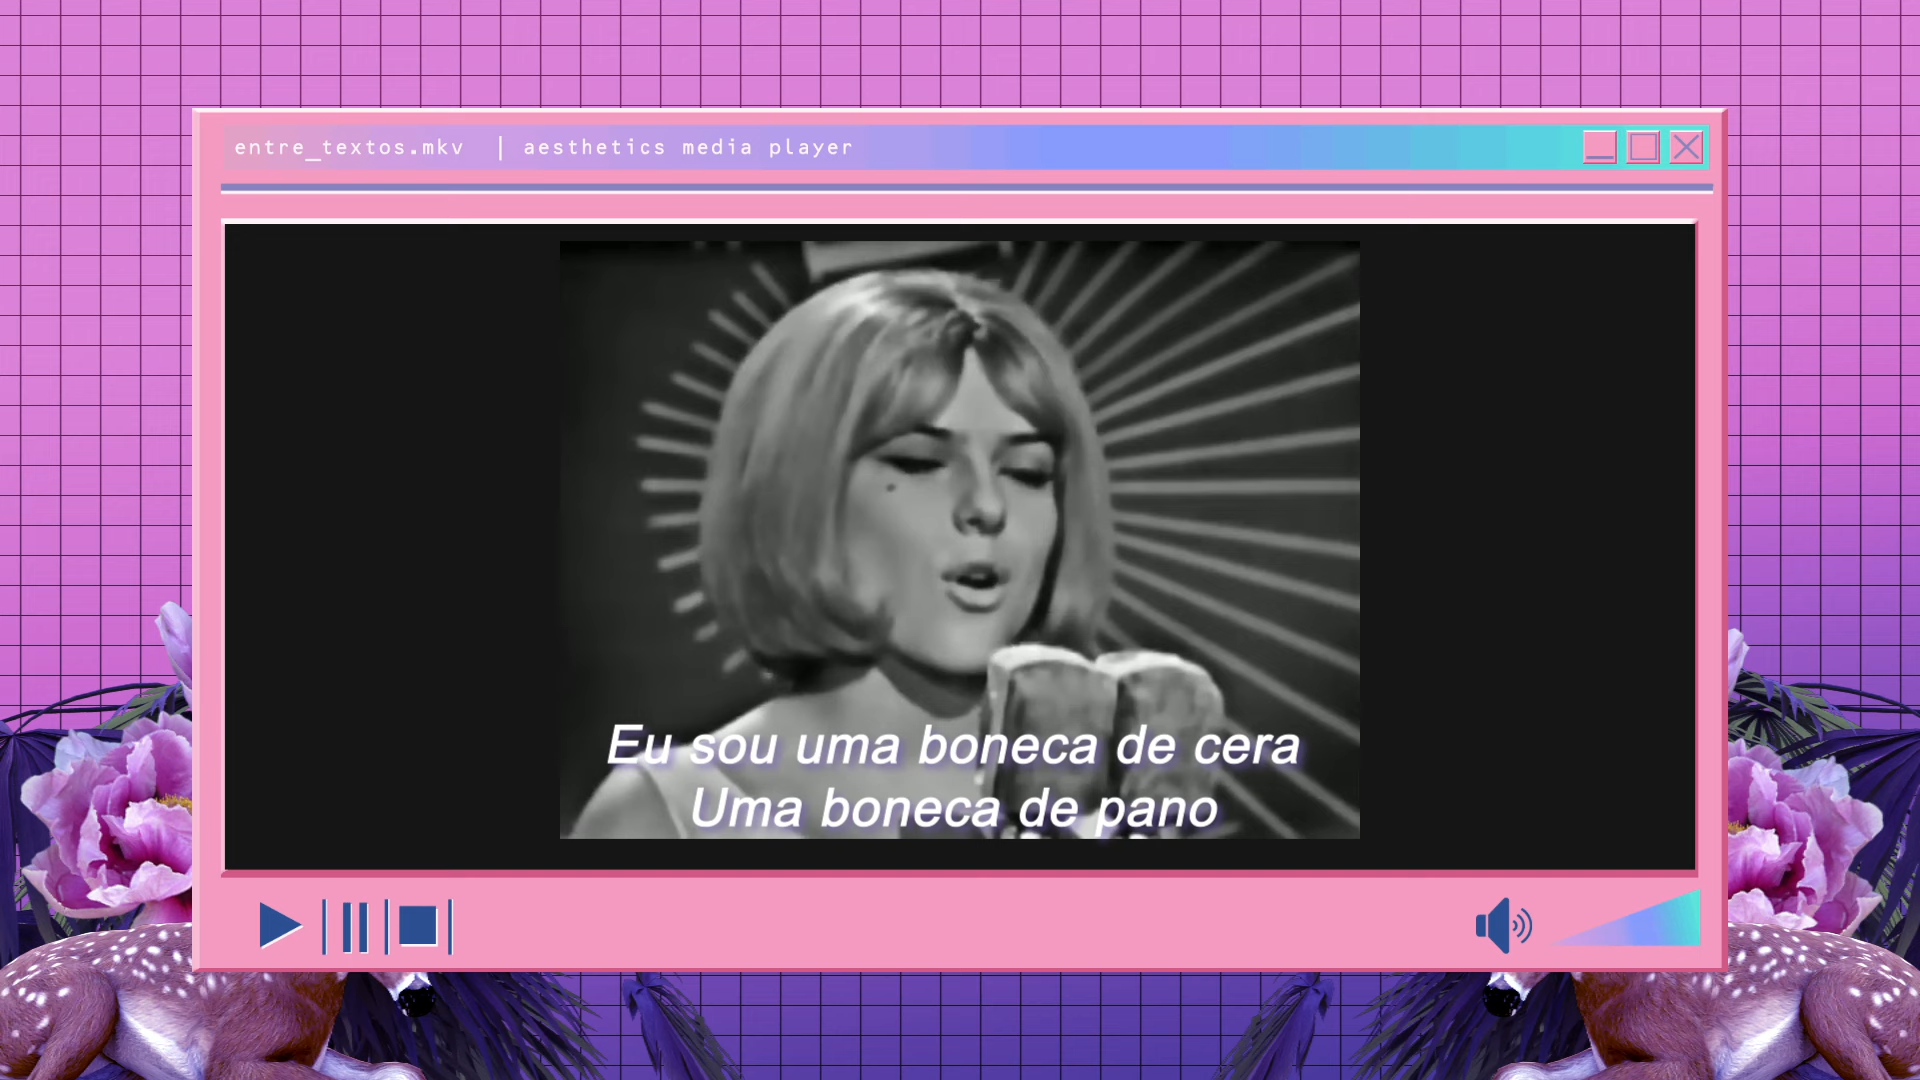 entre_textos.mkv | aesthetics media player
Eu sou uma boneca de cera
Uma boneca de pano